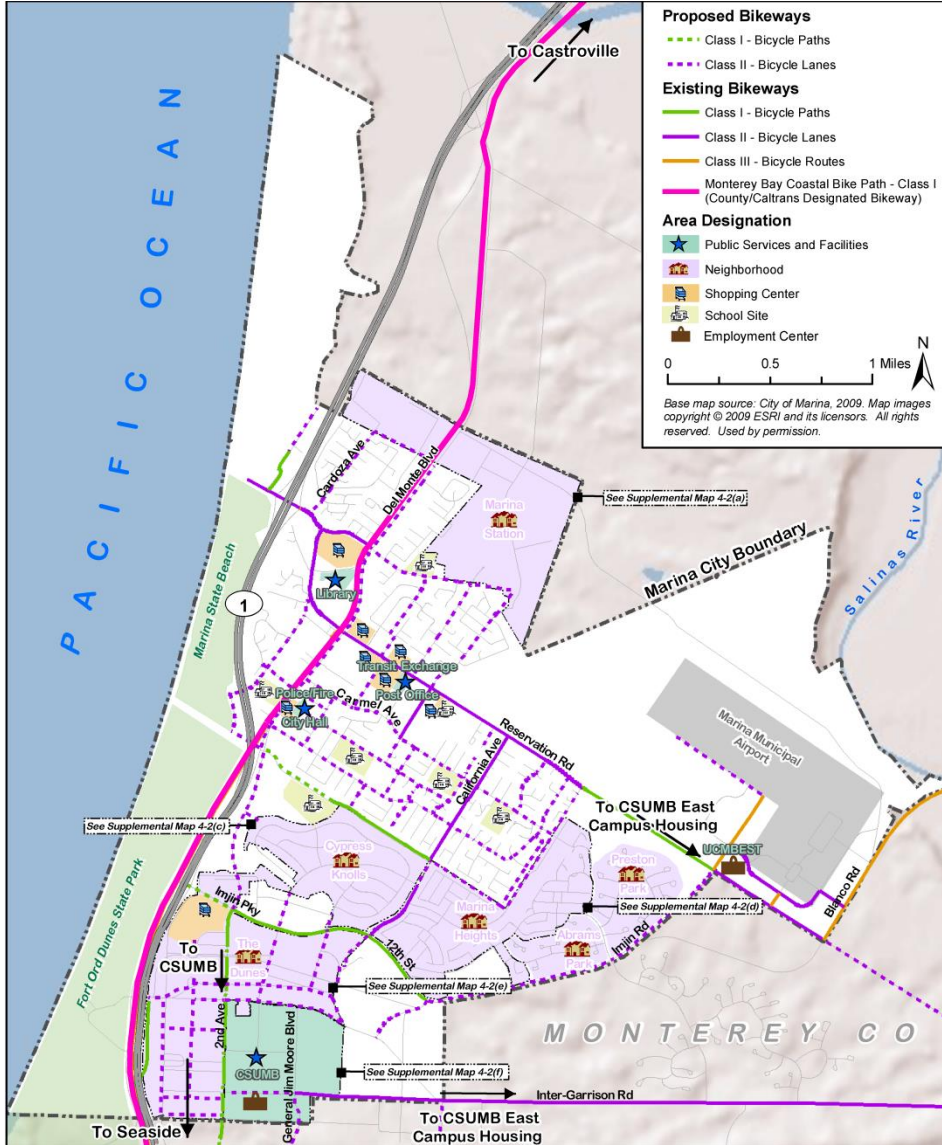 Proposed Bikeways
Class I - Bicycle Paths
Class II - Bicycle Lanes
Existing Bikeways
Class I - Bicycle Paths
Class II - Bicycle Lanes
Class III - Bicycle Routes
Monterey Bay Coastal Bike Path - Class I
(County/Caltrans Designated Bikeway)
Area Designation
Public Services and Facilities
Neighborhood
Shopping Center
School Site
Employment Center
N
0 0.5 1 Miles
Base map source: City of Marina, 2009. Map images
copyright © 2009 ESRI and its licensors. All rights
reserved. Used by permission.
To Castroville
PACIFIC OCEAN
Cardoza Ave
Del Monte Blvd
See Supplemental Map 4-2(a)
Marina
Station
Marina City Boundary
Salinas River
Marina State Beach
1
Library
Transit Exchange
Post Office
Police/Fire
City Hall
Carmel Ave
Reservation Rd
California Ave
Marina Municipal
Airport
To CSUMB East
Campus Housing
UCMBEST
Blanco Rd
See Supplemental Map 4-2(c)
Cypress
Knolls
Preston
Park
Marina
Heights
See Supplemental Map 4-2(d)
Abrams
Park
Imjin Rd
Fort Ord Dunes State Park
Imjin Pky
12th St
To
CSUMB
The
Dunes
See Supplemental Map 4-2(e)
2nd Ave
General Jim Moore Blvd
MONTEREY CO
CSUMB
See Supplemental Map 4-2(f)
Inter-Garrison Rd
To Seaside
To CSUMB East
Campus Housing